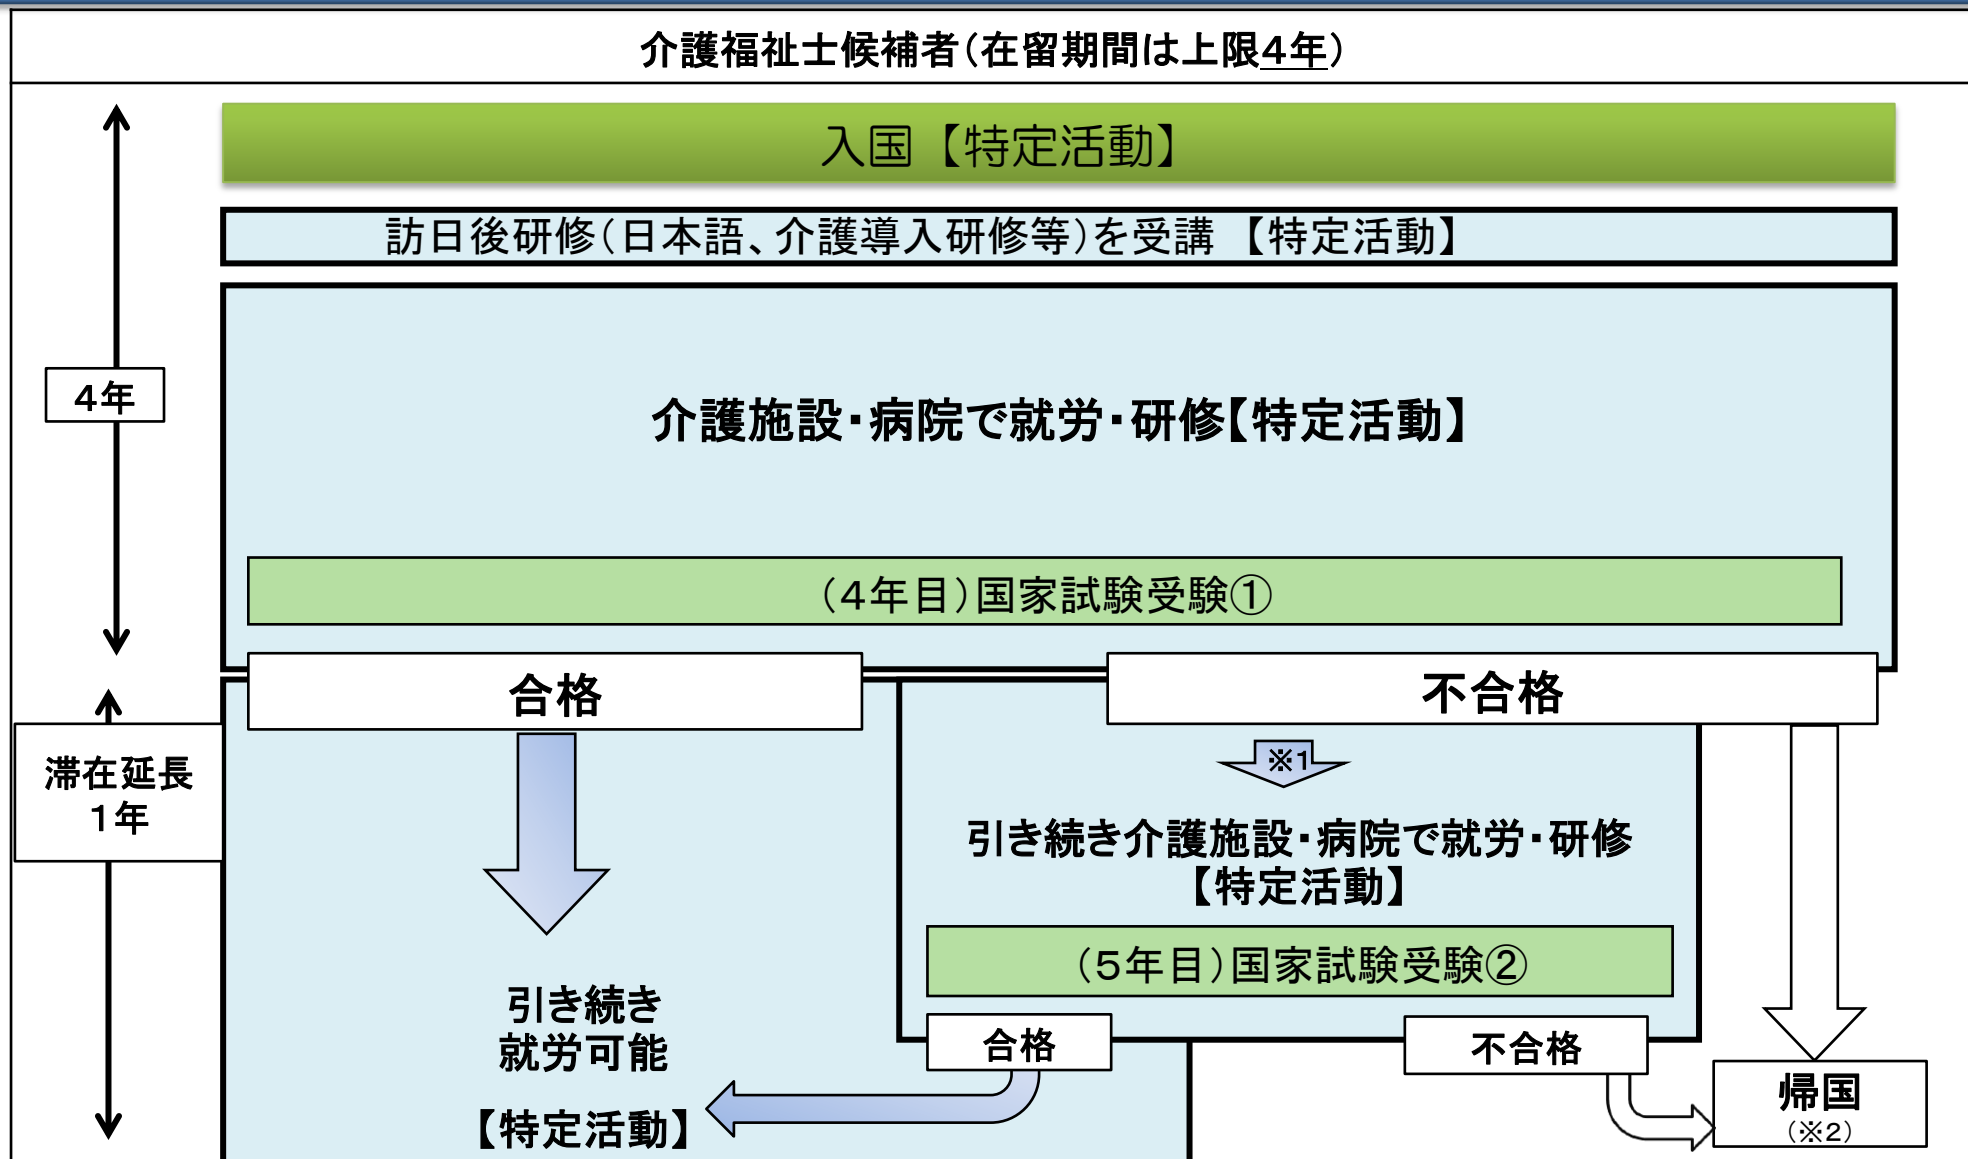 介護福祉士候補者(在留期間は上限4年)
入国【特定活動】
訪日後研修(日本語、介護導入研修等)を受講 【特定活動】
4年
介護施設・病院で就労・研修【特定活動】
(4年目)国家試験受験①
合格
不合格
滞在延長
1年
※1
引き続き介護施設・病院で就労・研修
【特定活動】
(5年目)国家試験受験②
引き続き
就労可能
【特定活動】
合格
不合格
帰国
(※2)